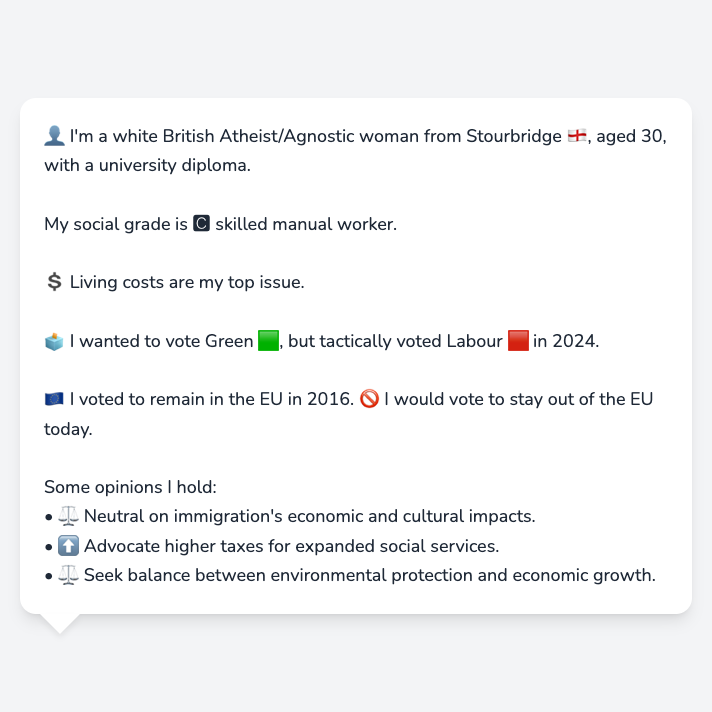 👤 I'm a white British Atheist/Agnostic woman from Stourbridge 🏴󠁧󠁢󠁥󠁮󠁧󠁿, aged 30,
with a university diploma.
My social grade is 🅲 skilled manual worker.
💲 Living costs are my top issue.
🗳️ I wanted to vote Green 🟩, but tactically voted Labour 🟥 in 2024.
🇪🇺 I voted to remain in the EU in 2016. 🚫 I would vote to stay out of the EU
today.
Some opinions I hold:
• ⚖️ Neutral on immigration's economic and cultural impacts.
• ⬆️ Advocate higher taxes for expanded social services.
• ⚖️ Seek balance between environmental protection and economic growth.